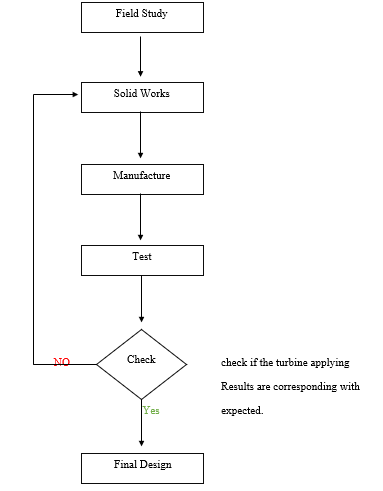 Field Study
Solid Works
Manufacture
Test
Check
NO
check if the turbine applying
Results are corresponding with
expected.
Yes
Final Design